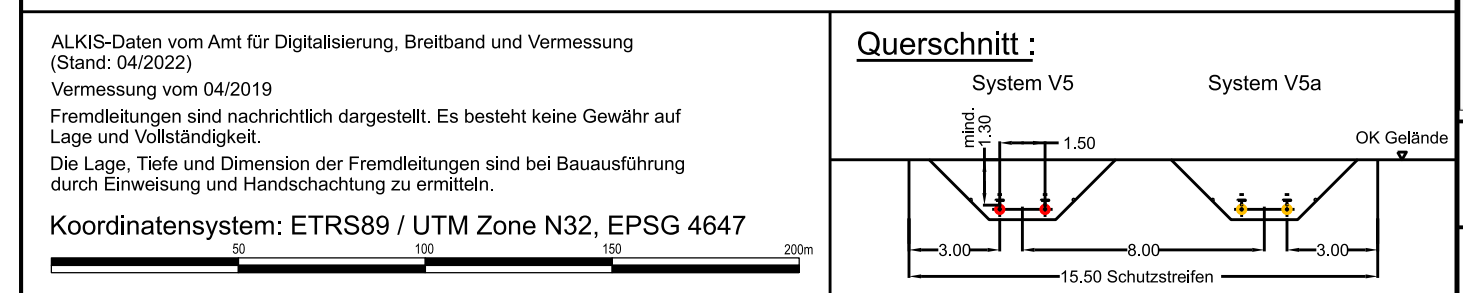 ALKIS-Daten vom Amt für Digitalisierung, Breitband und Vermessung
(Stand: 04/2022)
Vermessung vom 04/2019
Fremdleitungen sind nachrichtlich dargestellt. Es besteht keine Gewähr auf
Lage und Vollständigkeit.
Die Lage, Tiefe und Dimension der Fremdleitungen sind bei Bauausführung
durch Einweisung und Handschachtung zu ermitteln.
Koordinatensystem: ETRS89 / UTM Zone N32, EPSG 4647
50 100 150 200m
Querschnitt :
System V5 System V5a
mind.
1.30
1.50
OK Gelände
3.00 8.00 3.00
15.50 Schutzstreifen